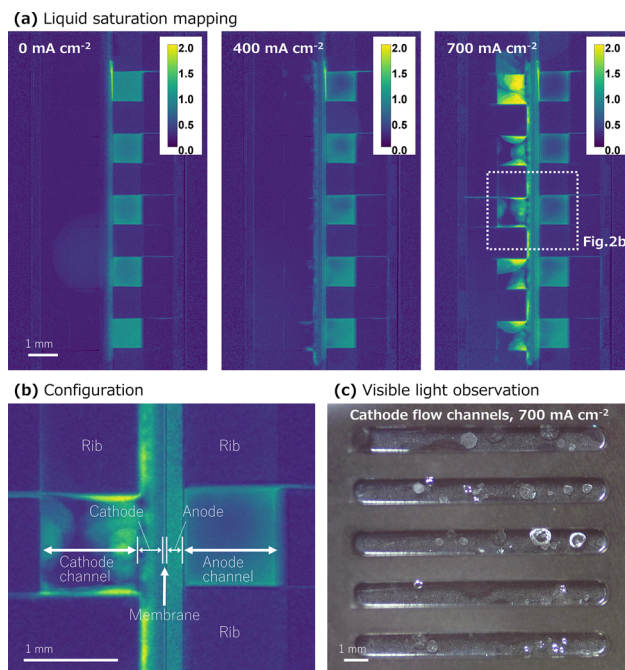 (a) Liquid saturation mapping
0 mA cm-2
2.0
1.5
1.0
0.5
0.0
1 mm
400 mA cm-2
2.0
1.5
1.0
0.5
0.0
700 mA cm-2
2.0
1.5
1.0
0.5
0.0
Fig.2b
(b) Configuration
Rib
Rib
Cathode
Anode
Cathode
channel
Anode
channel
Membrane
Rib
Rib
1 mm
(c) Visible light observation
Cathode flow channels, 700 mA cm-2
1 mm